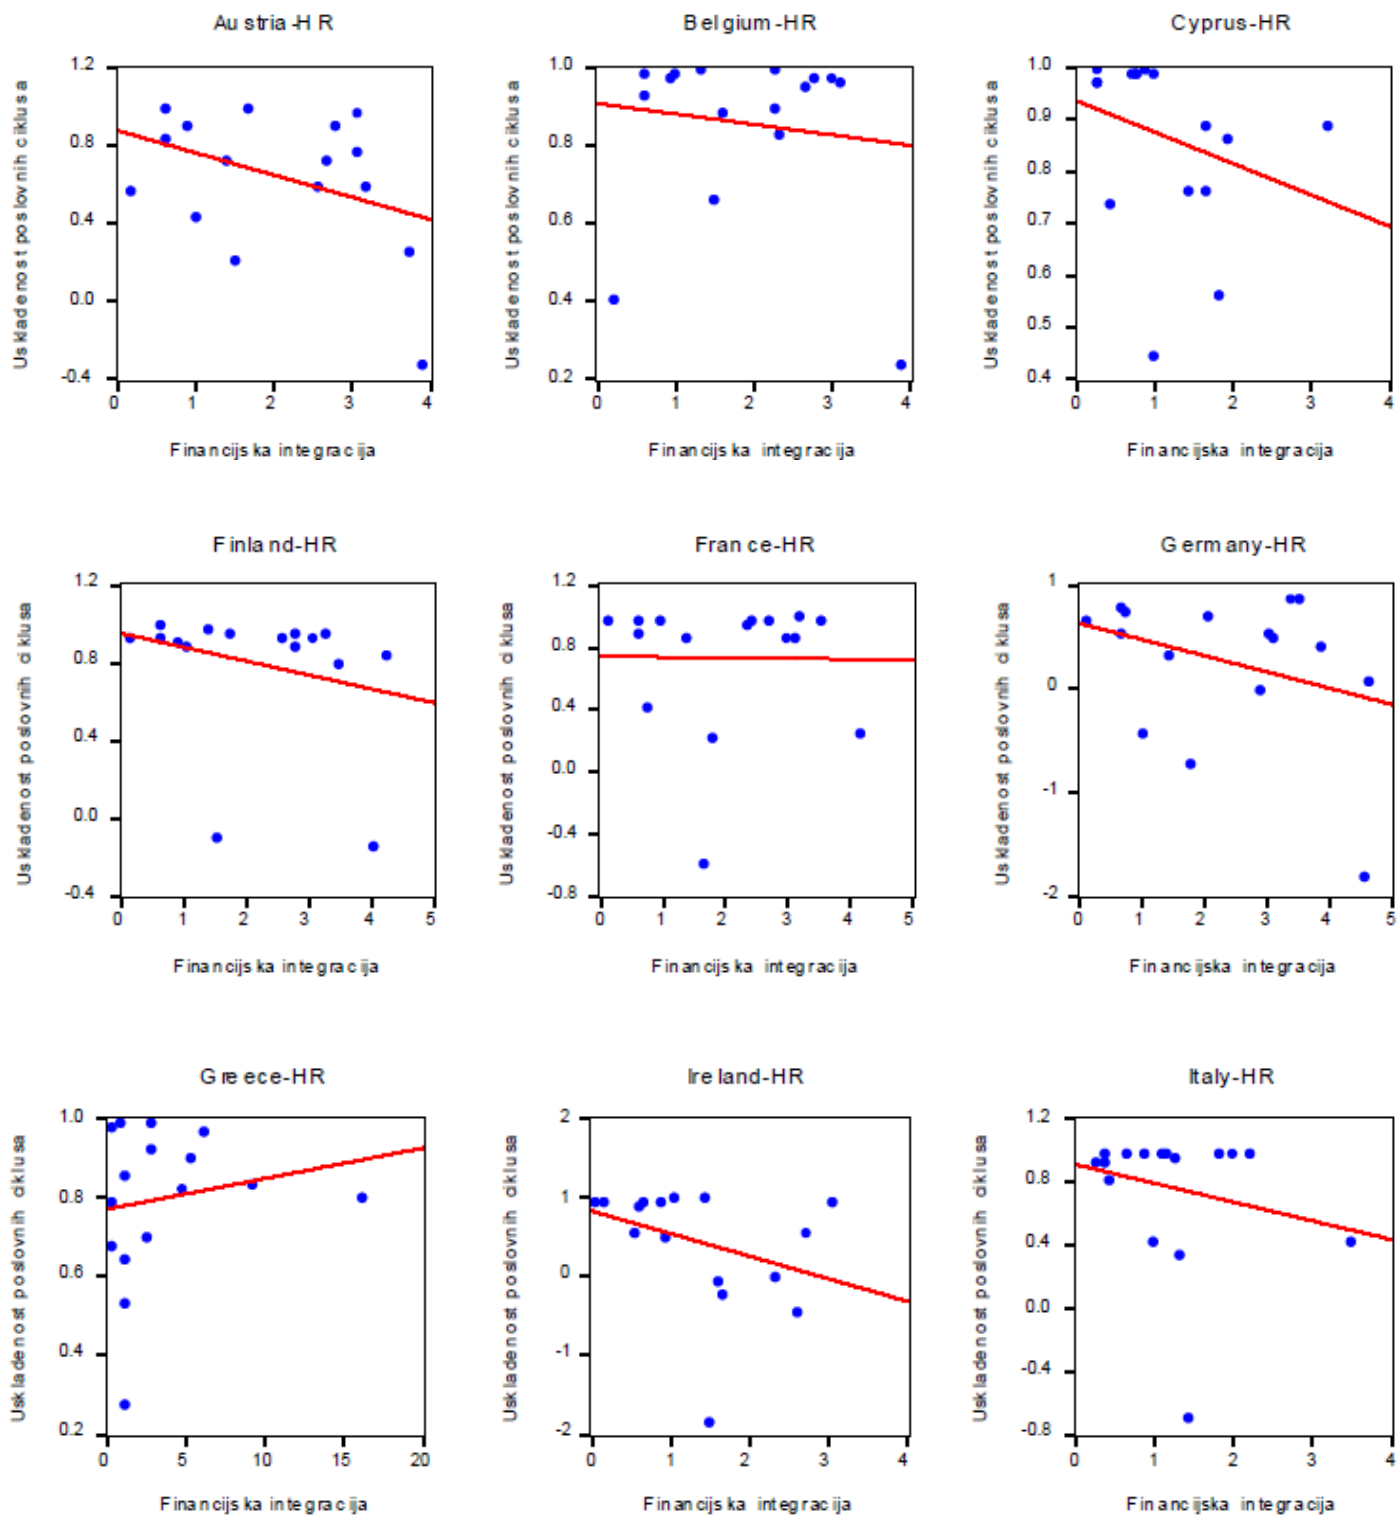 Austria-HR
Belgium-HR
Cyprus-HR
Uskladenost poslovnih ciklusa
1.2
0.8
0.4
0.0
-0.4
0 1 2 3 4
Financijska integracija
Uskladenost poslovnih ciklusa
1.0
0.8
0.6
0.4
0.2
0 1 2 3 4
Financijska integracija
Uskladenost poslovnih ciklusa
1.0
0.9
0.8
0.7
0.6
0.5
0.4
0 1 2 3 4
Financijska integracija
Finland-HR
France-HR
Germany-HR
Uskladenost poslovnih ciklusa
1.2
0.8
0.4
0.0
-0.4
0 1 2 3 4 5
Financijska integracija
Uskladenost poslovnih ciklusa
1.2
0.8
0.4
0.0
-0.4
-0.8
0 1 2 3 4 5
Financijska integracija
Uskladenost poslovnih ciklusa
1
0
-1
-2
0 1 2 3 4 5
Financijska integracija
Greece-HR
Ireland-HR
Italy-HR
Uskladenost poslovnih ciklusa
1.0
0.8
0.6
0.4
0.2
0 5 10 15 20
Financijska integracija
Uskladenost poslovnih ciklusa
2
1
0
-1
-2
0 1 2 3 4
Financijska integracija
Uskladenost poslovnih ciklusa
1.2
0.8
0.4
0.0
-0.4
-0.8
0 1 2 3 4
Financijska integracija